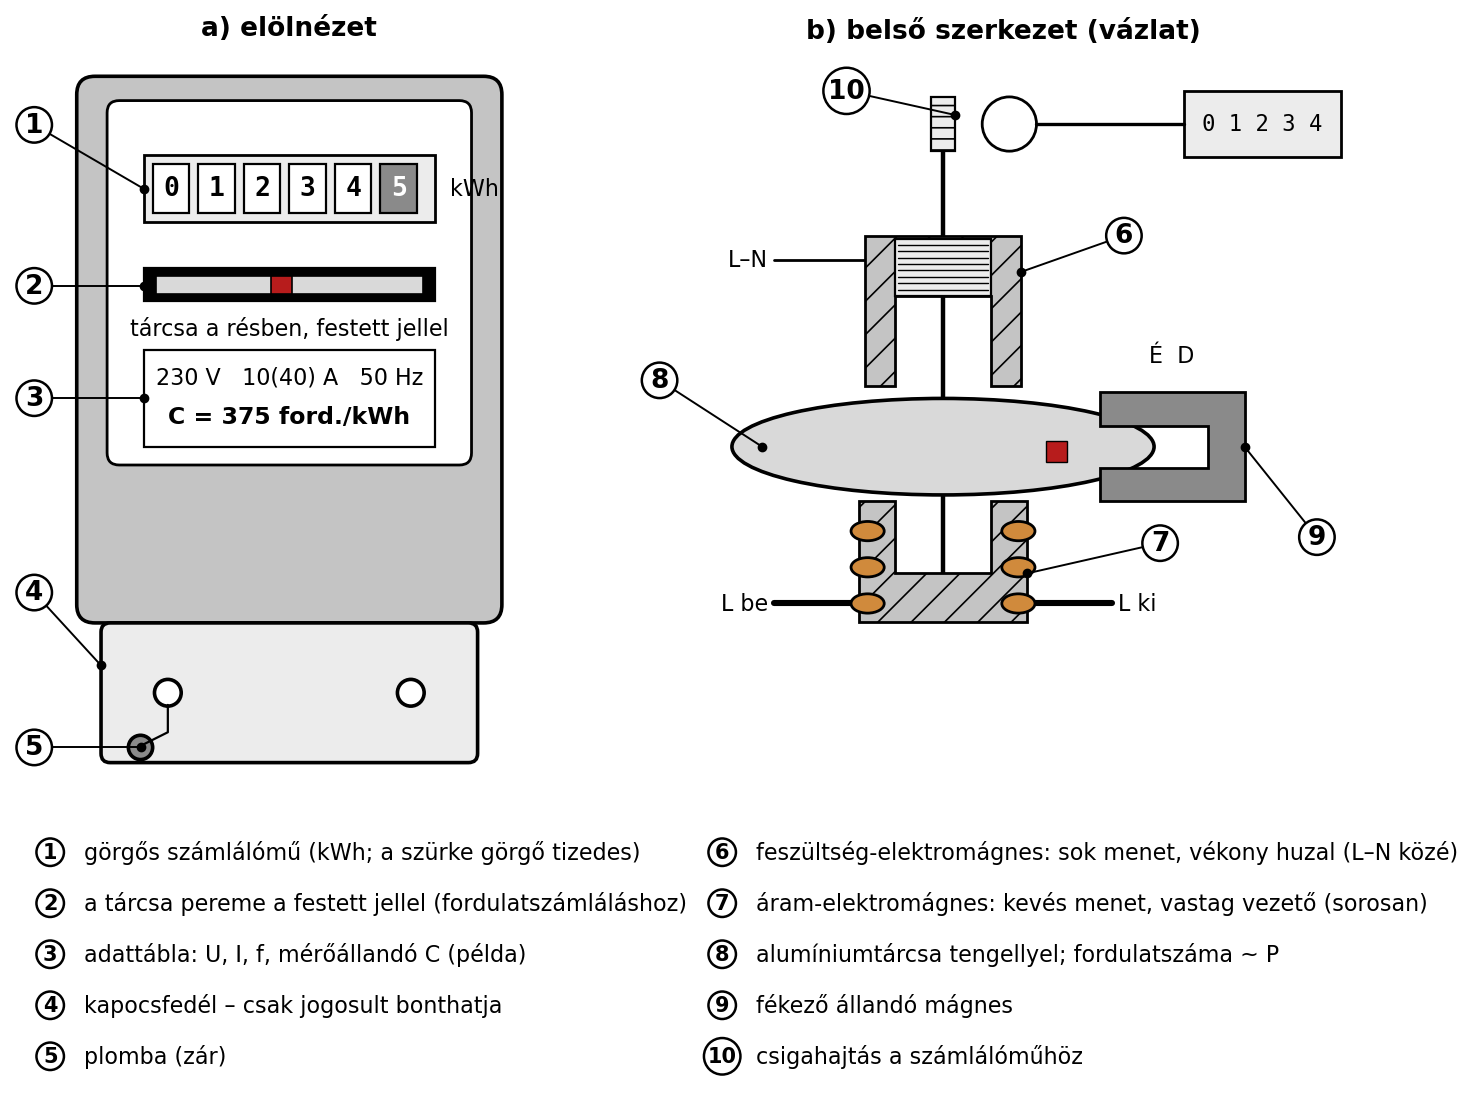 a) elölnézet
1
0 1 2 3 4 5 kWh
2
tárcsa a résben, festett jellel
3
230 V 10(40) A 50 Hz
C = 375 ford./kWh
4
5
b) belső szerkezet (vázlat)
10
0 1 2 3 4
6
L–N
É D
8
9
7
L be
L ki
1 görgős számlálómű (kWh; a szürke görgő tizedes)
2 a tárcsa pereme a festett jellel (fordulatszámláláshoz)
3 adattábla: U, I, f, mérőállandó C (példa)
4 kapocsfedél – csak jogosult bonthatja
5 plomba (zár)
6 feszültség-elektromágnes: sok menet, vékony huzal (L–N közé)
7 áram-elektromágnes: kevés menet, vastag vezető (sorosan)
8 alumíniumtárcsa tengellyel; fordulatszáma ~ P
9 fékező állandó mágnes
10 csigahajtás a számlálóműhöz